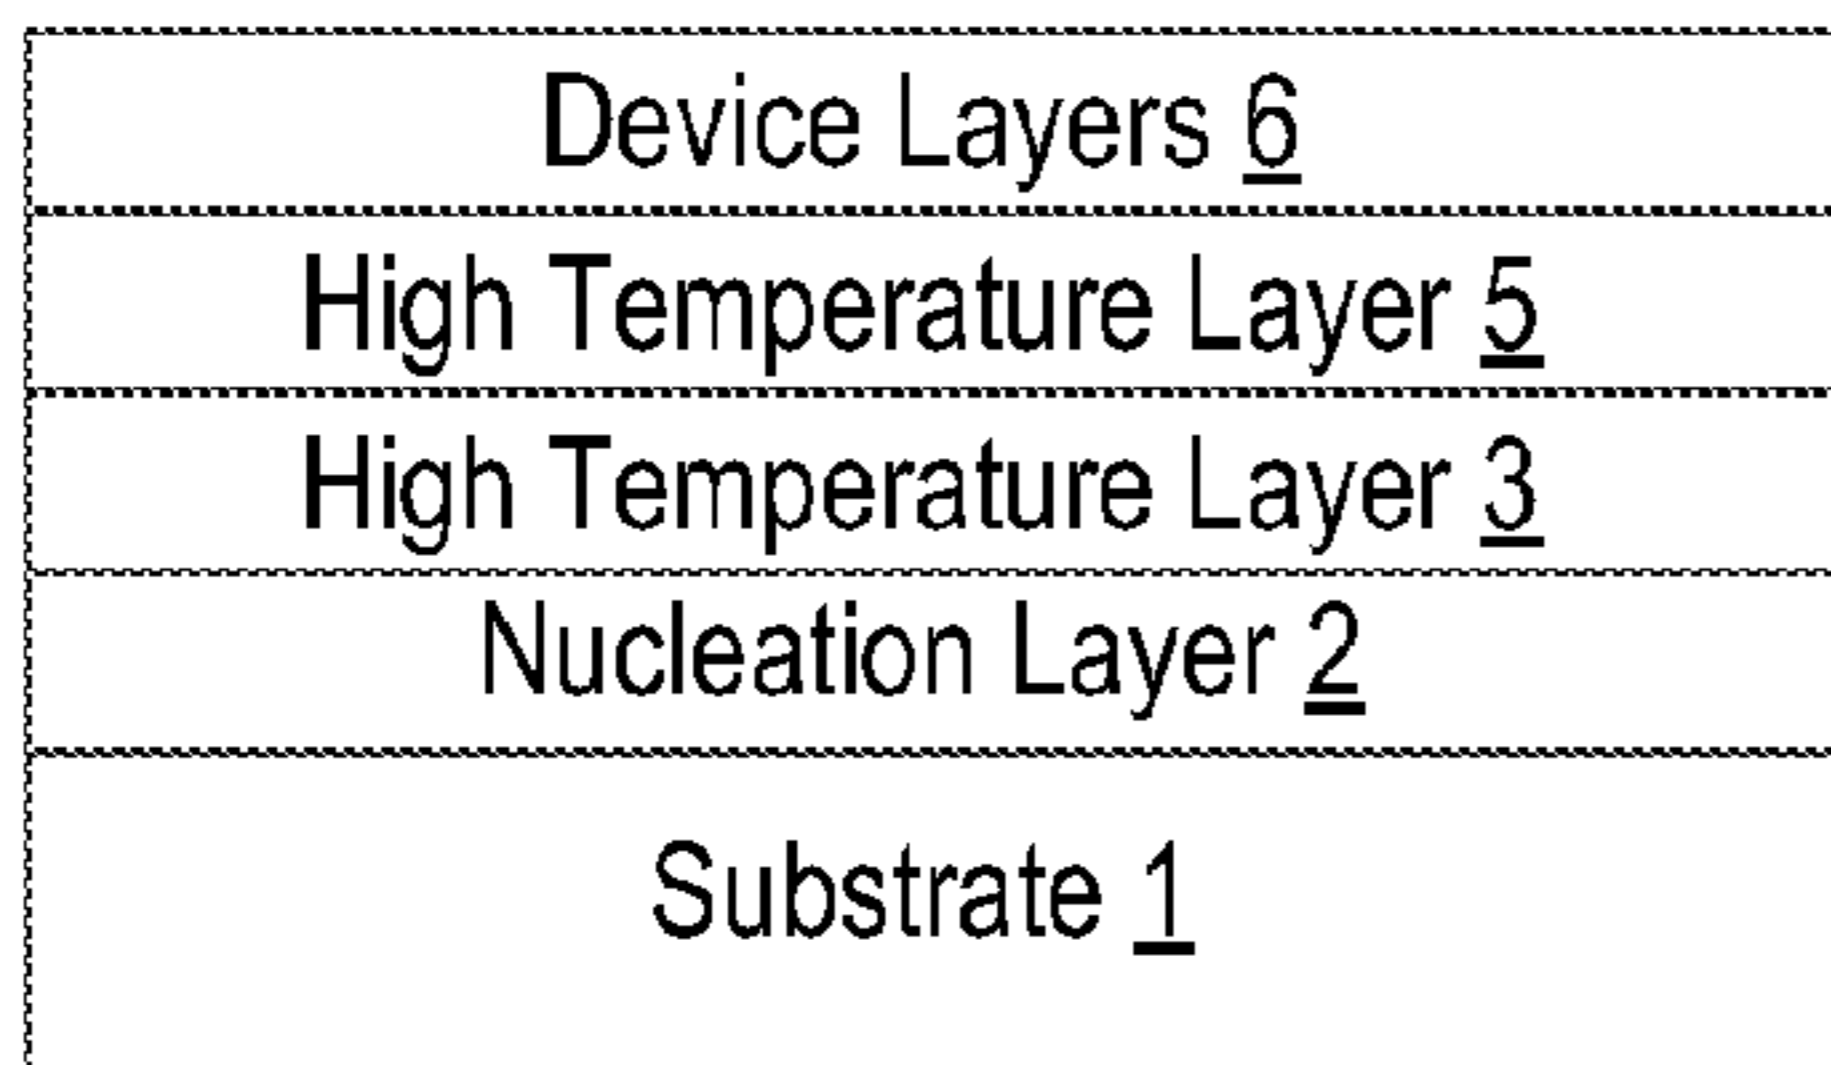 Device Layers 6
High Temperature Layer 5
High Temperature Layer 3
Nucleation Layer 2
Substrate 1